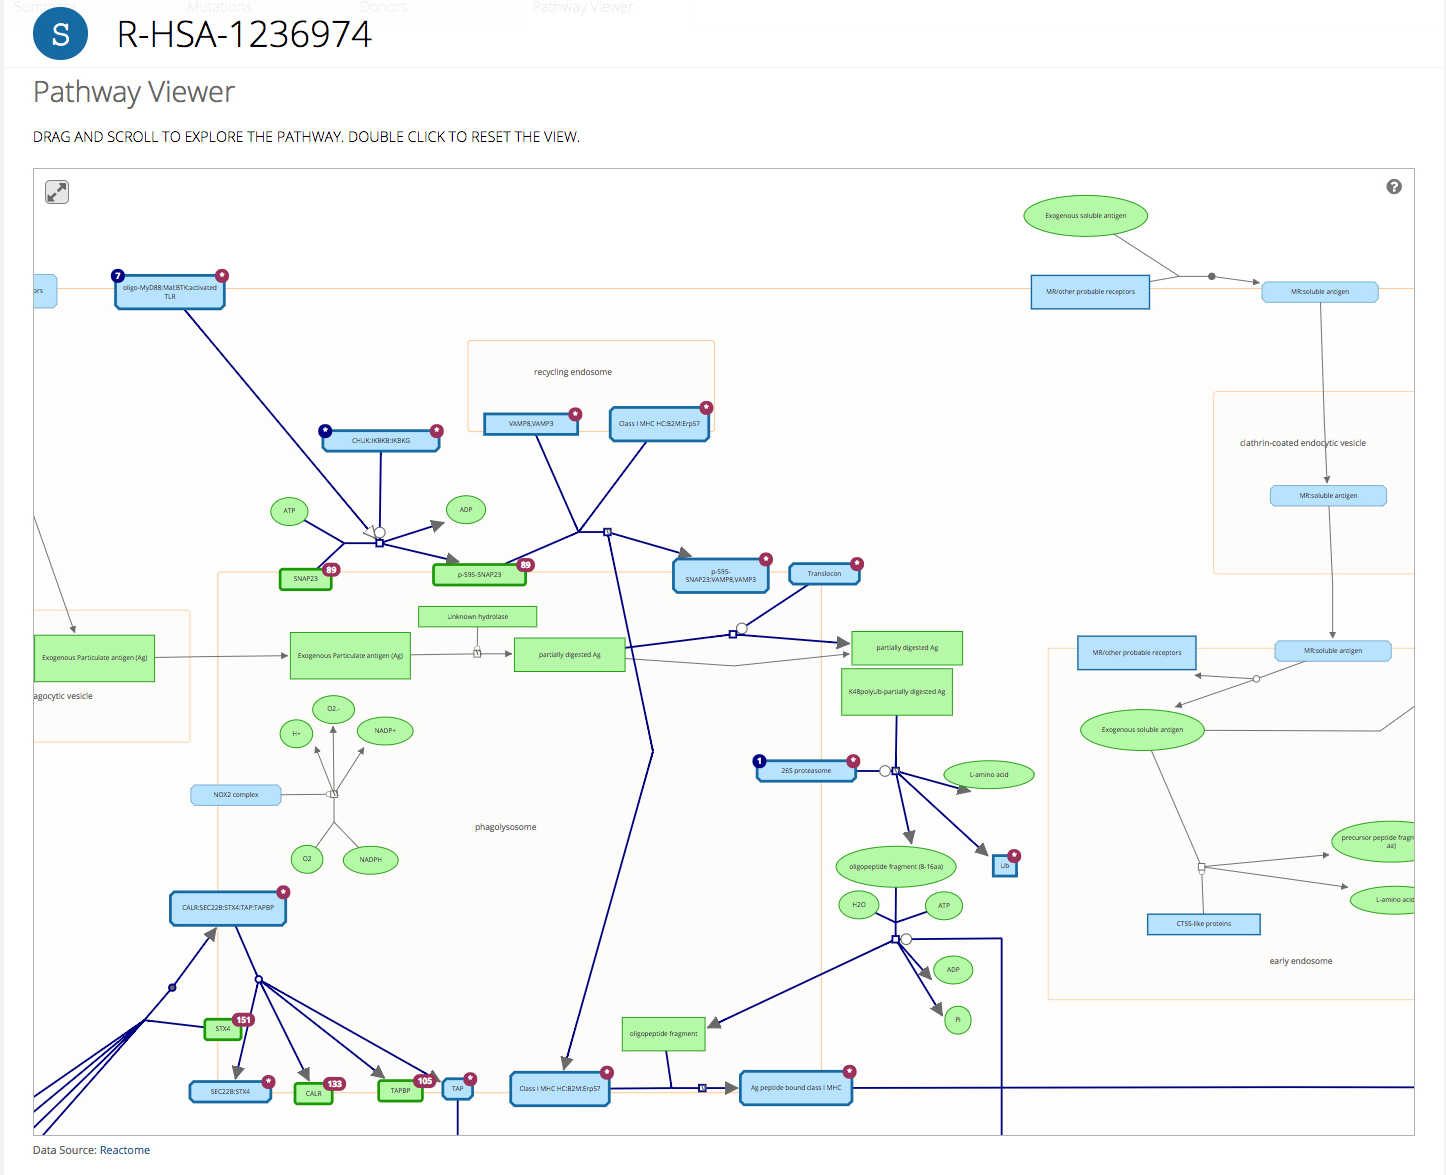 Summary
Mutations
Donors
Pathway Viewer
S
R-HSA-1236974
Pathway Viewer
DRAG AND SCROLL TO EXPLORE THE PATHWAY. DOUBLE CLICK TO RESET THE VIEW.
?
Exogenous soluble antigen
ors
7
*
oligo-MyD88:Mal:BTK:activated
TLR
MR/other probable receptors
MR:soluble antigen
recycling endosome
*
VAMP8,VAMP3
*
Class I MHC HC:B2M:Erp57
*
*
CHUK:IKBKB:IKBKG
clathrin-coated endocytic vesicle
MR:soluble antigen
ATP
ADP
SNAP23
89
p-S95-SNAP23
89
*
p-S95-
SNAP23:VAMP8,VAMP3
*
Translocon
Unknown hydrolase
Exogenous Particulate antigen (Ag)
Exogenous Particulate antigen (Ag)
partially digested Ag
partially digested Ag
MR/other probable receptors
MR:soluble antigen
agocytic vesicle
K48polyUb-partially digested Ag
O2.-
H+
NADP+
Exogenous soluble antigen
1
*
26S proteasome
L-amino acid
NOX2 complex
phagolysosome
O2
NADPH
oligopeptide fragment (8-16aa)
*
Ub
precursor peptide fragn
aa)
*
CALR:SEC22B:STX4:TAP:TAPBP
H2O
ATP
L-amino acid
CTSS-like proteins
early endosome
ADP
STX4
151
Pi
oligopeptide fragment
*
SEC22B:STX4
CALR
133
TAPBP
105
*
TAP
*
Class I MHC HC:B2M:Erp57
*
Ag peptide bound class I MHC
Data Source: Reactome